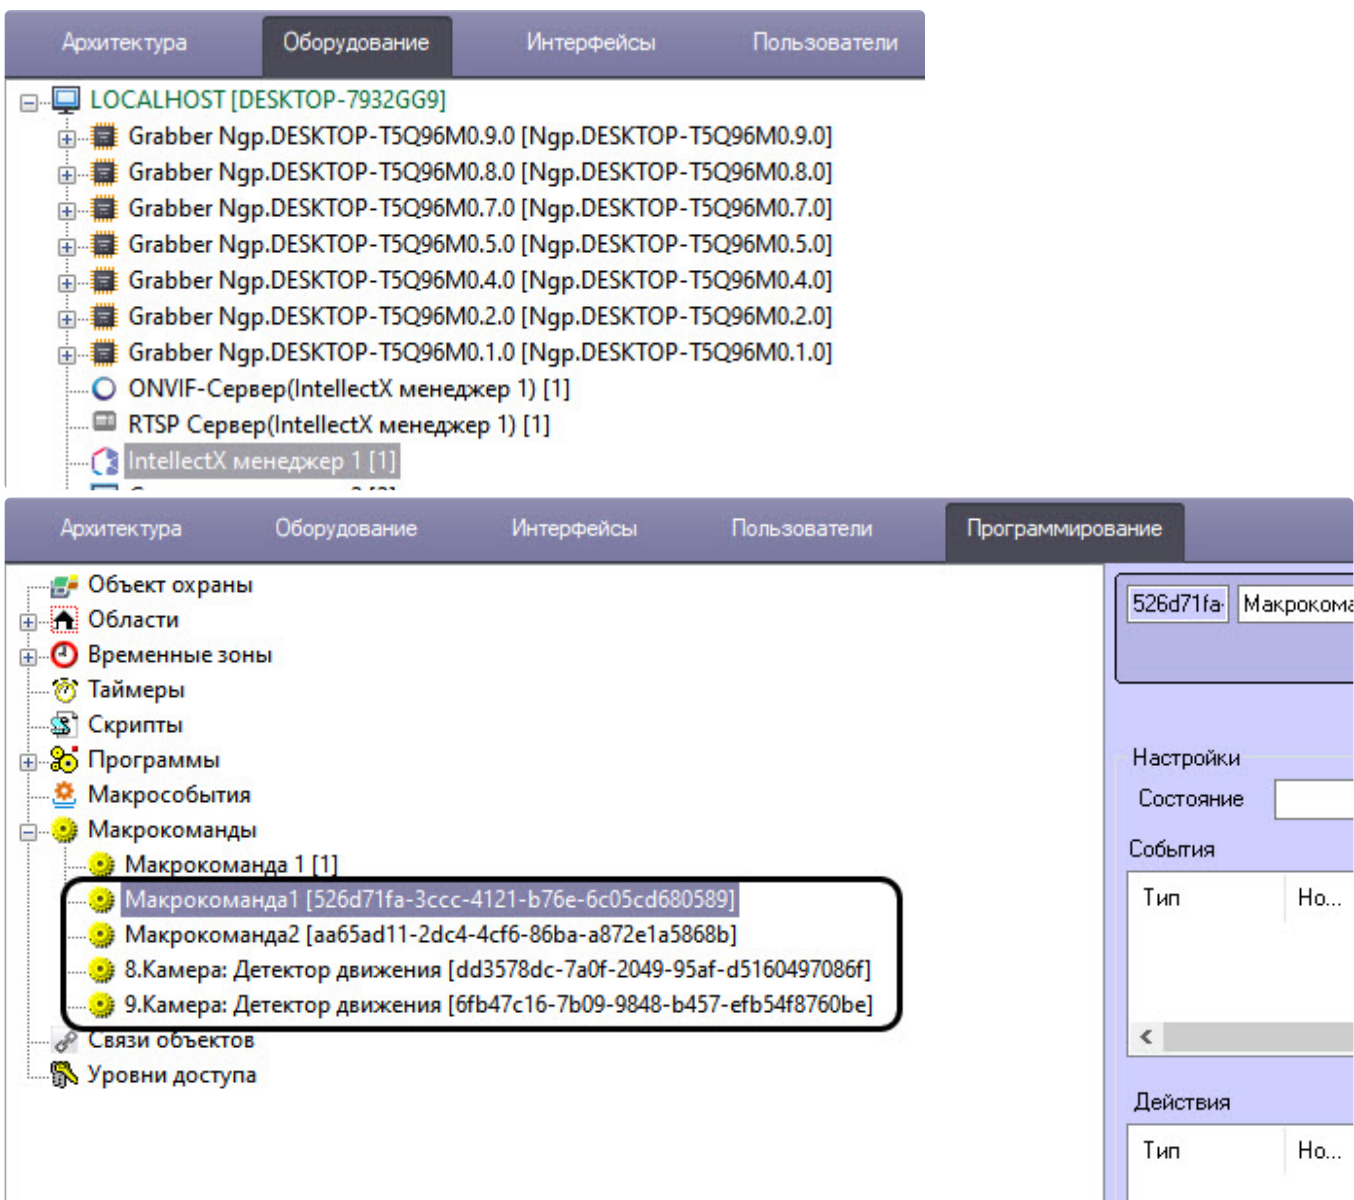 Архитектура Оборудование Интерфейсы Пользователи
LOCALHOST [DESKTOP-7932GG9]
Grabber Ngp.DESKTOP-T5Q96M0.9.0 [Ngp.DESKTOP-T5Q96M0.9.0]
Grabber Ngp.DESKTOP-T5Q96M0.8.0 [Ngp.DESKTOP-T5Q96M0.8.0]
Grabber Ngp.DESKTOP-T5Q96M0.7.0 [Ngp.DESKTOP-T5Q96M0.7.0]
Grabber Ngp.DESKTOP-T5Q96M0.5.0 [Ngp.DESKTOP-T5Q96M0.5.0]
Grabber Ngp.DESKTOP-T5Q96M0.4.0 [Ngp.DESKTOP-T5Q96M0.4.0]
Grabber Ngp.DESKTOP-T5Q96M0.2.0 [Ngp.DESKTOP-T5Q96M0.2.0]
Grabber Ngp.DESKTOP-T5Q96M0.1.0 [Ngp.DESKTOP-T5Q96M0.1.0]
ONVIF-Сервер(IntellectX менеджер 1) [1]
RTSP Сервер(IntellectX менеджер 1) [1]
IntellectX менеджер 1 [1]
Архитектура Оборудование Интерфейсы Пользователи Программирование
Объект охраны
Области
Временные зоны
Таймеры
Скрипты
Программы
Макрособытия
Макрокоманды
Макрокоманда 1 [1]
Макрокоманда1 [526d71fa-3ccc-4121-b76e-6c05cd680589]
Макрокоманда2 [aa65ad11-2dc4-4cf6-86ba-a872e1a5868b]
8.Камера: Детектор движения [dd3578dc-7a0f-2049-95af-d5160497086f]
9.Камера: Детектор движения [6fb47c16-7b09-9848-b457-efb54f8760be]
Связи объектов
Уровни доступа
526d71fa- Макрокома
Настройки
Состояние
События
Тип Но...
Действия
Тип Но...